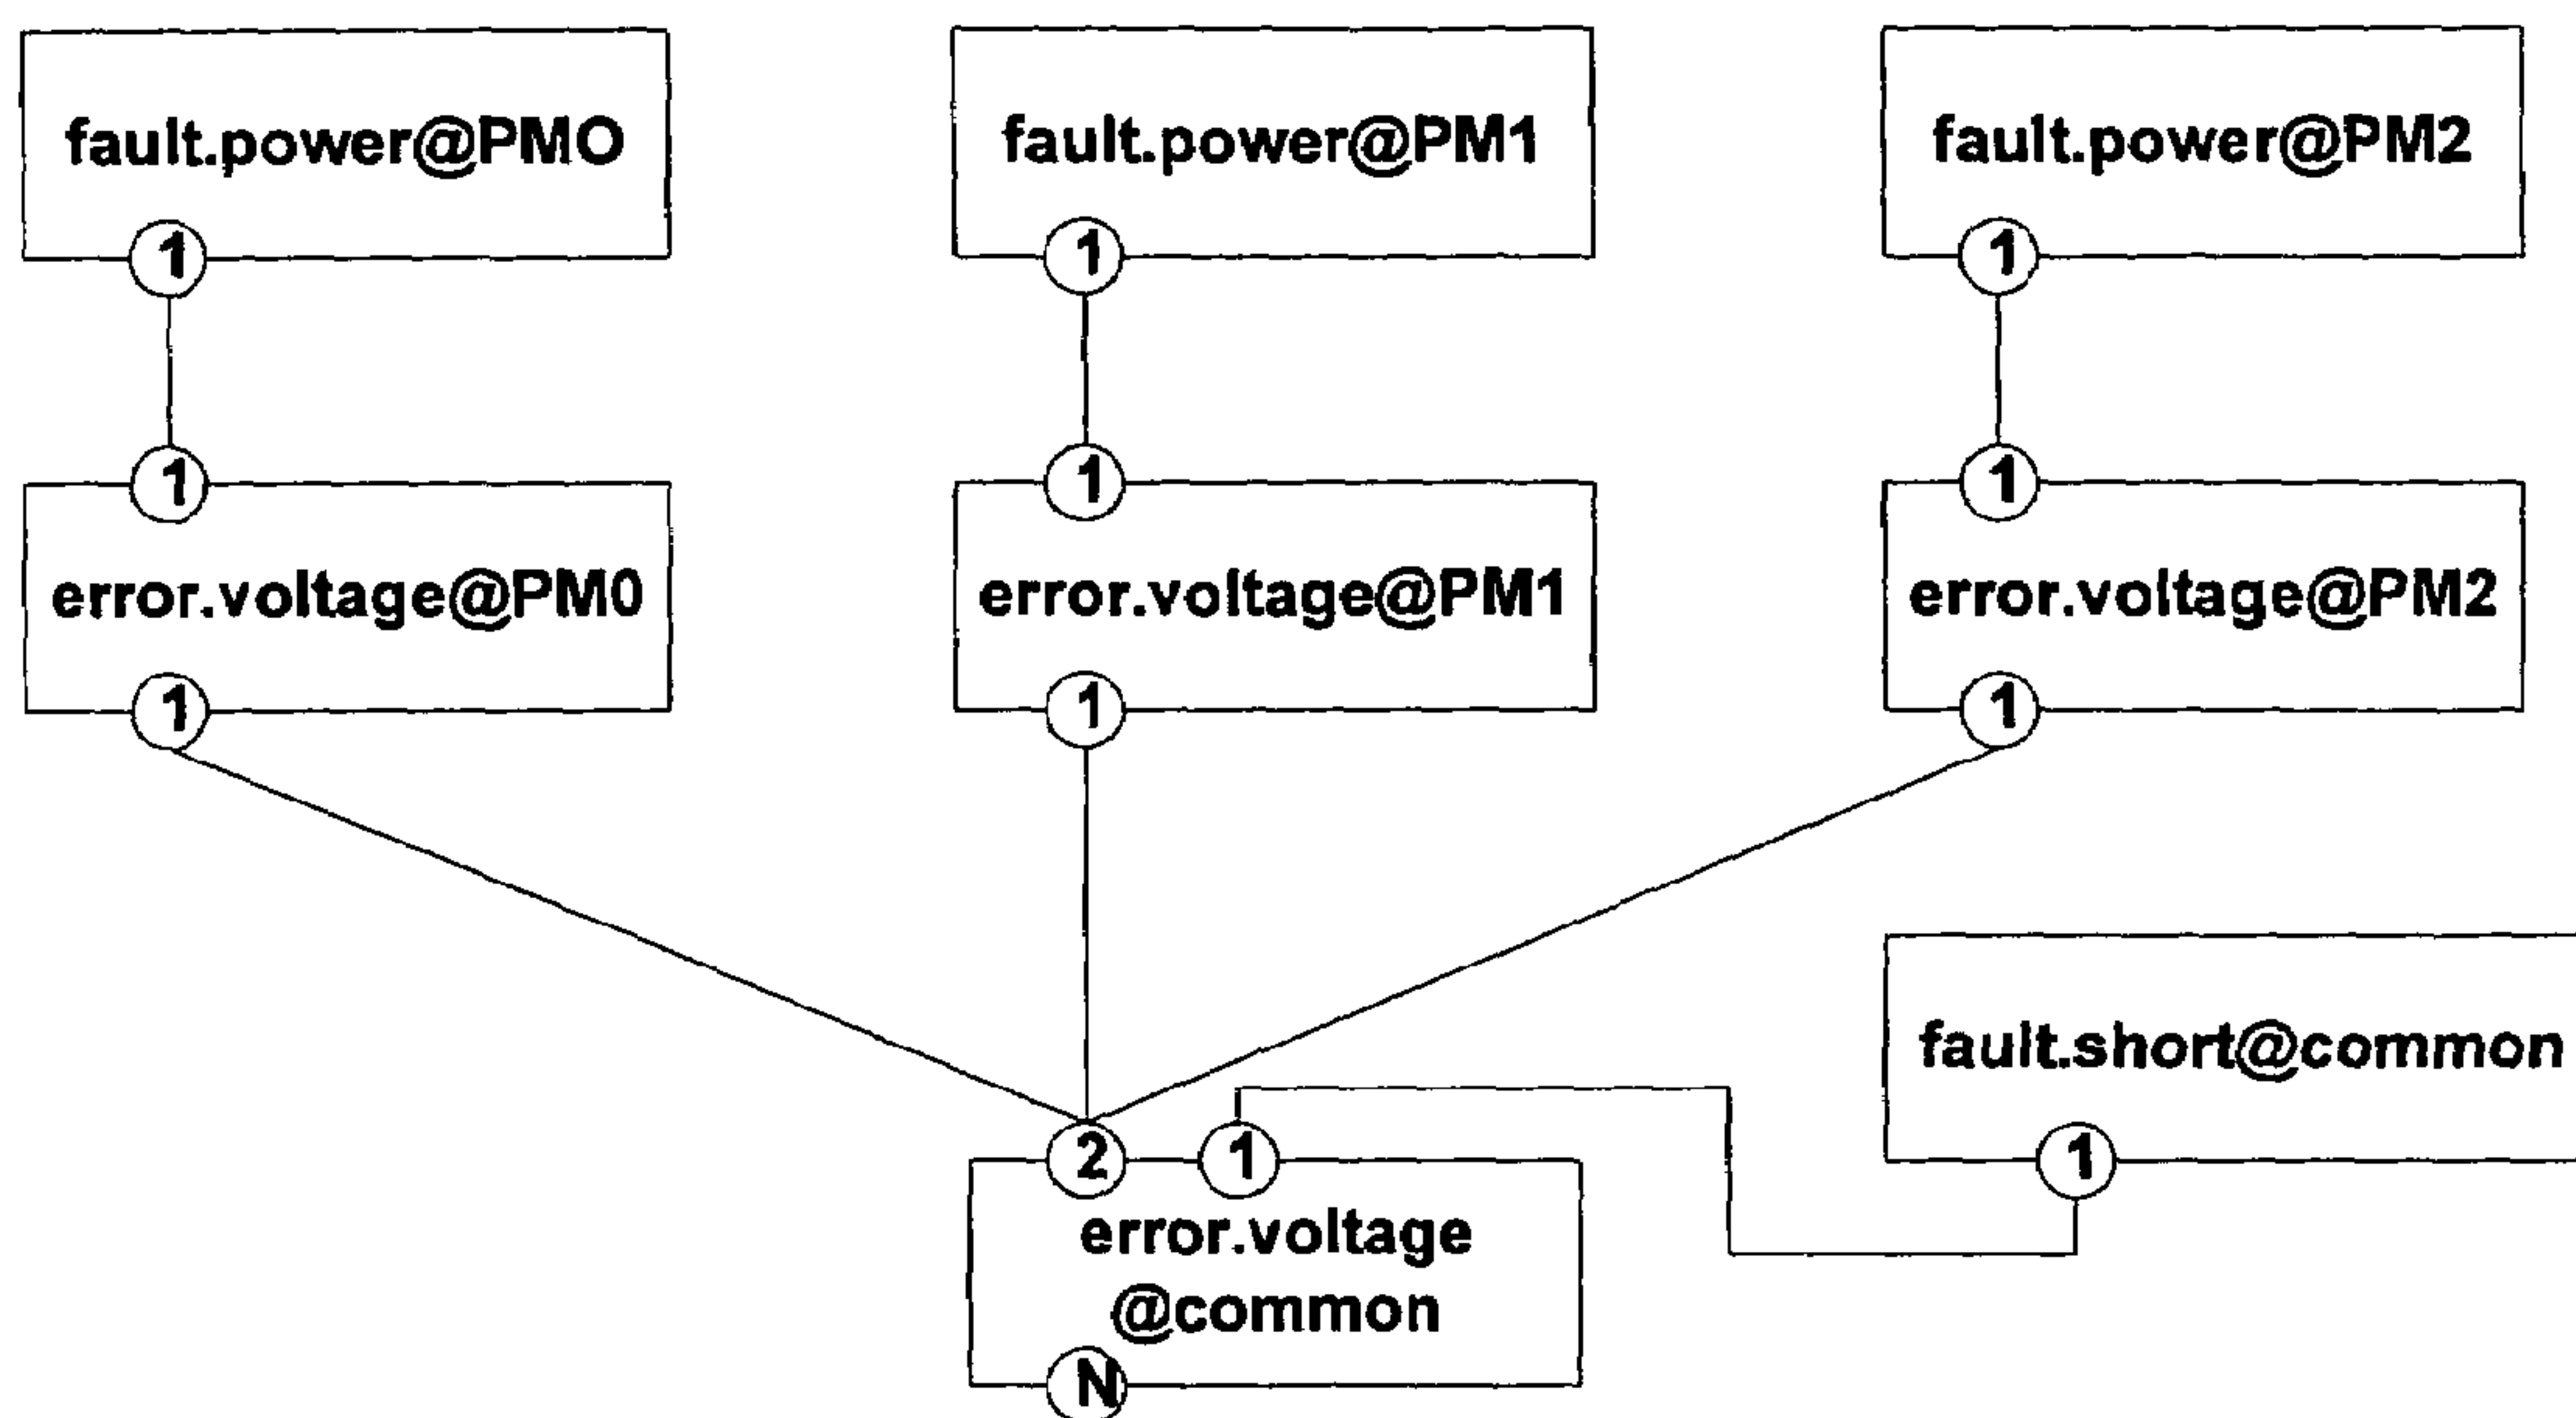 fault.power@PMO
fault.power@PM1
fault.power@PM2
1
1
1
1
1
1
error.voltage@PM0
error.voltage@PM1
error.voltage@PM2
1
1
1
fault.short@common
2
1
1
error.voltage
@common
N